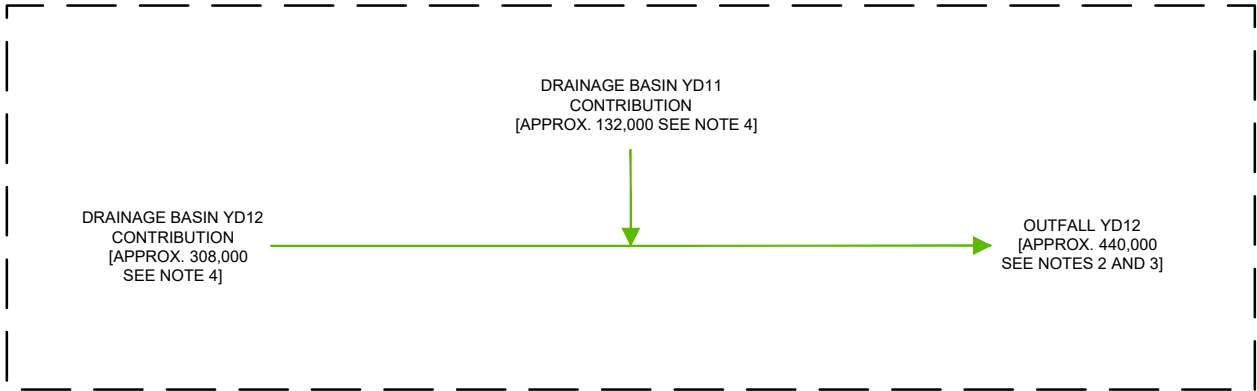 DRAINAGE BASIN YD11
CONTRIBUTION
[APPROX. 132,000 SEE NOTE 4]
DRAINAGE BASIN YD12
CONTRIBUTION
[APPROX. 308,000
SEE NOTE 4]
OUTFALL YD12
[APPROX. 440,000
SEE NOTES 2 AND 3]